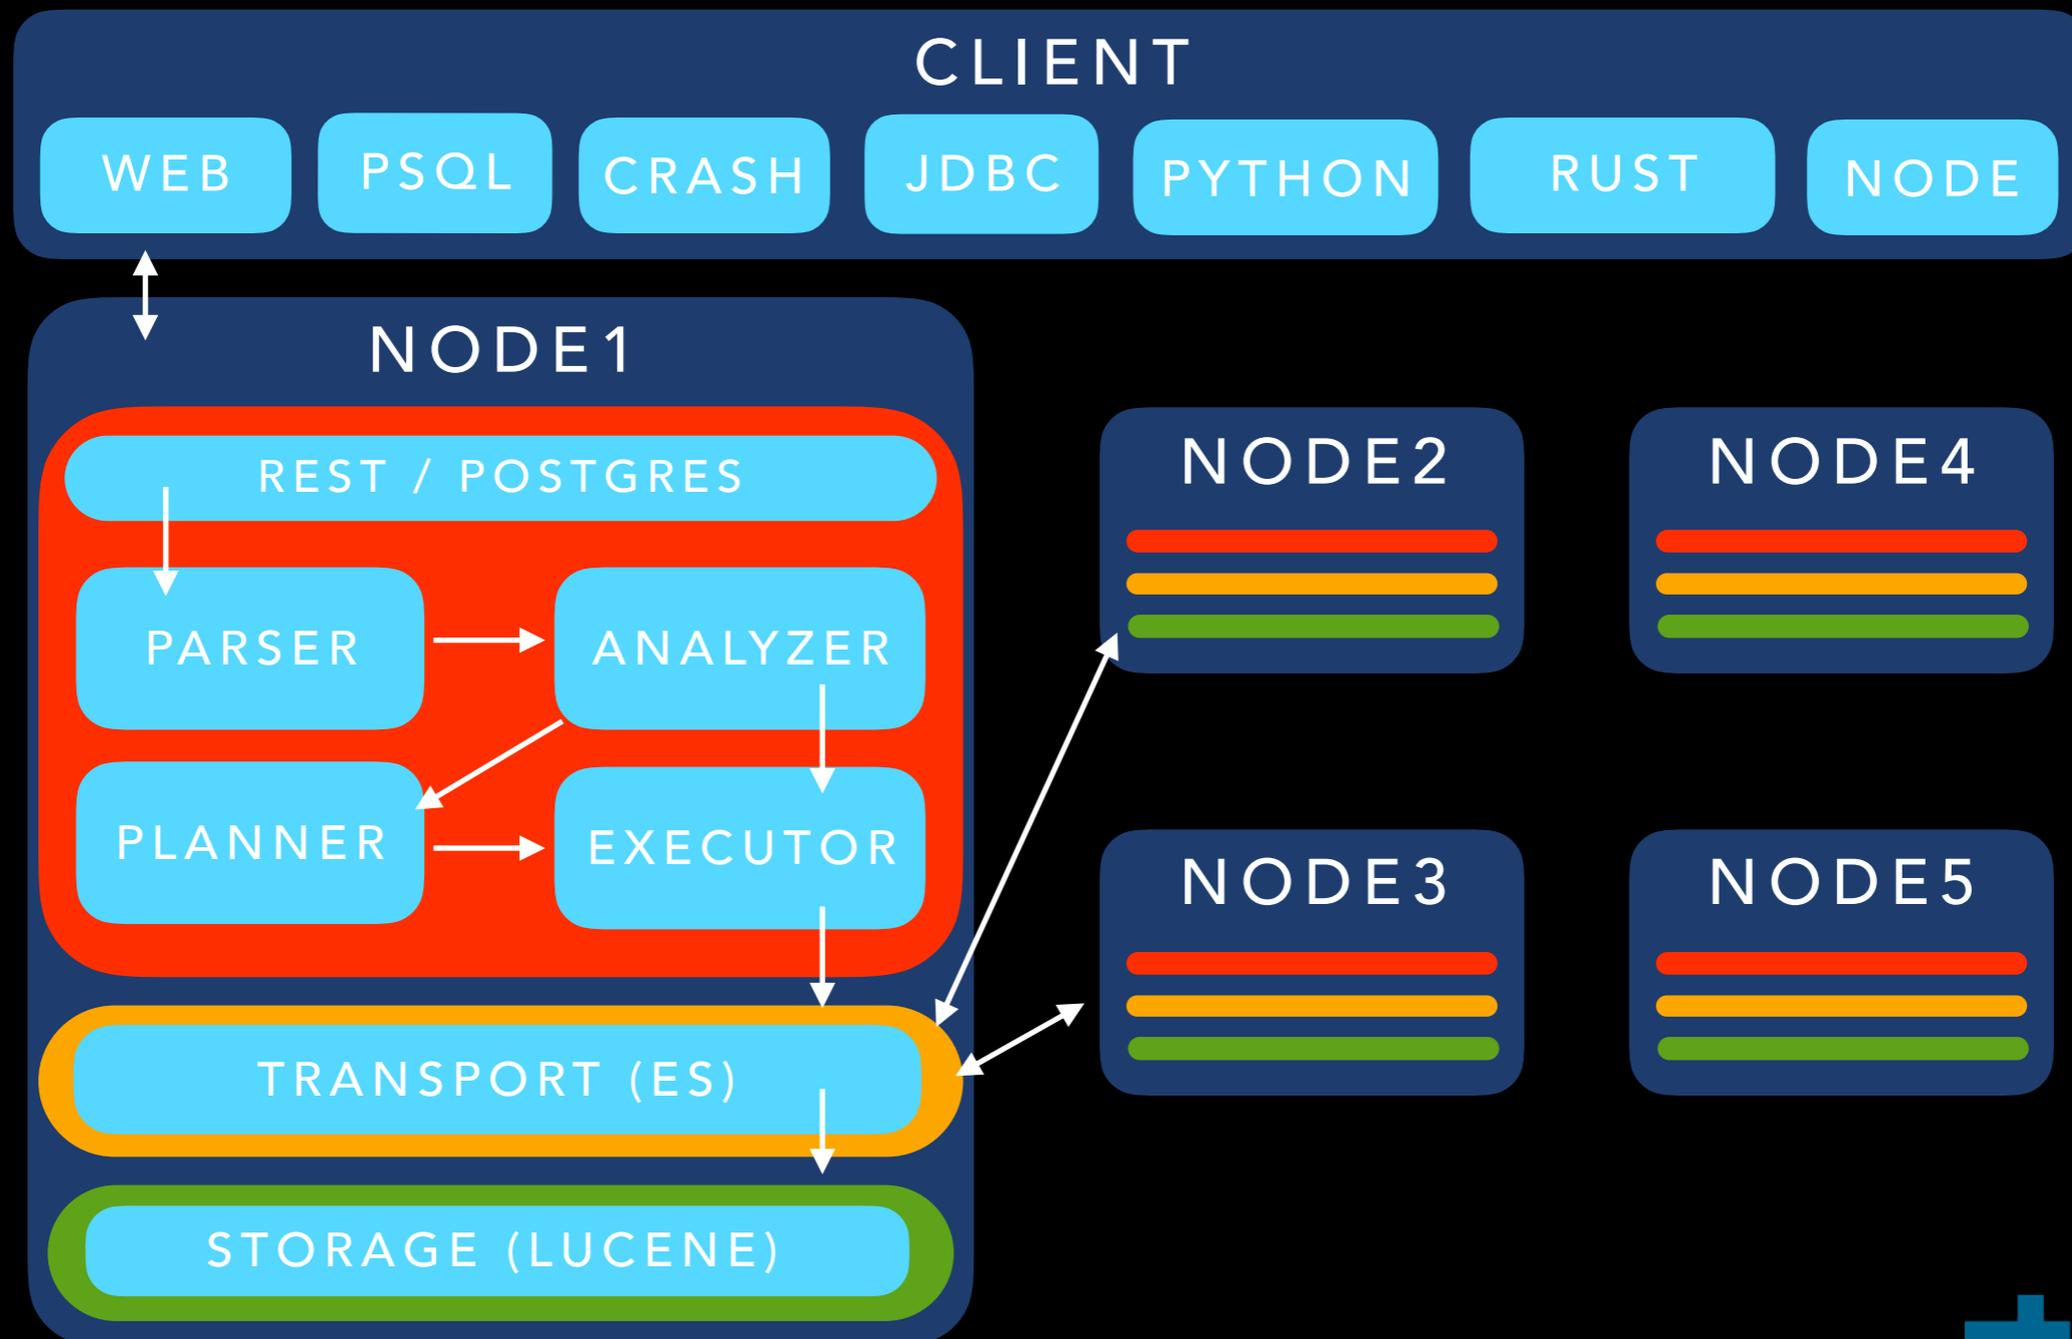 CLIENT
WEB PSQL CRASH JDBC PYTHON RUST NODE
NODE1
REST / POSTGRES
PARSER ANALYZER
PLANNER EXECUTOR
TRANSPORT (ES)
STORAGE (LUCENE)
NODE2 NODE4
NODE3 NODE5